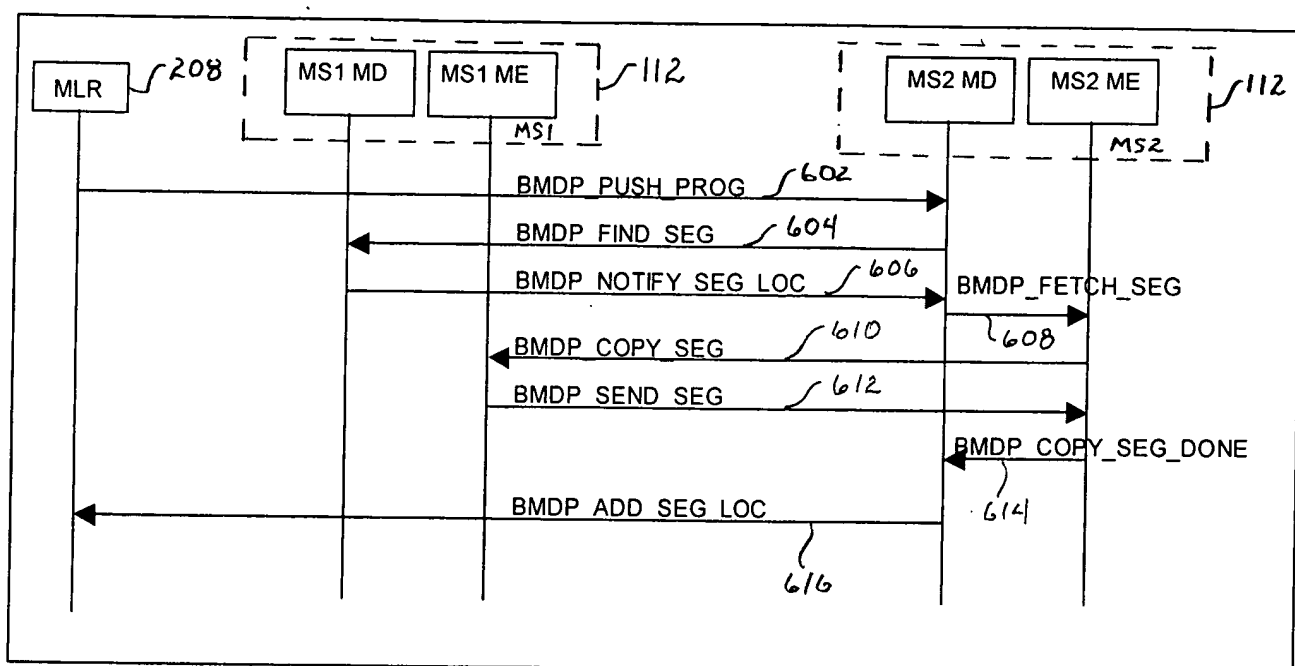 MLR
208
MS1 MD
MS1 ME
112
MS1
MS2 MD
MS2 ME
112
MS2
BMDP_PUSH_PROG
602
BMDP_FIND_SEG
604
BMDP_NOTIFY_SEG_LOC
606
BMDP_FETCH_SEG
608
BMDP_COPY_SEG
610
BMDP_SEND_SEG
612
BMDP_COPY_SEG_DONE
614
BMDP_ADD_SEG_LOC
616